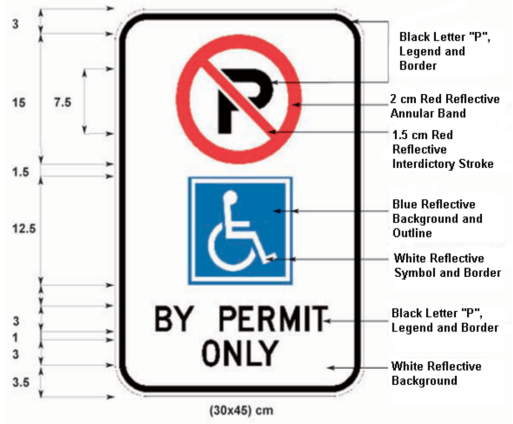 3
15
7.5
1.5
12.5
3
1
3
3.5
P
BY PERMIT
ONLY
Black Letter "P",
Legend and
Border
2 cm Red Reflective
Annular Band
1.5 cm Red
Reflective
Interdictory Stroke
Blue Reflective
Background and
Outline
White Reflective
Symbol and Border
Black Letter "P",
Legend and Border
White Reflective
Background
(30x45) cm